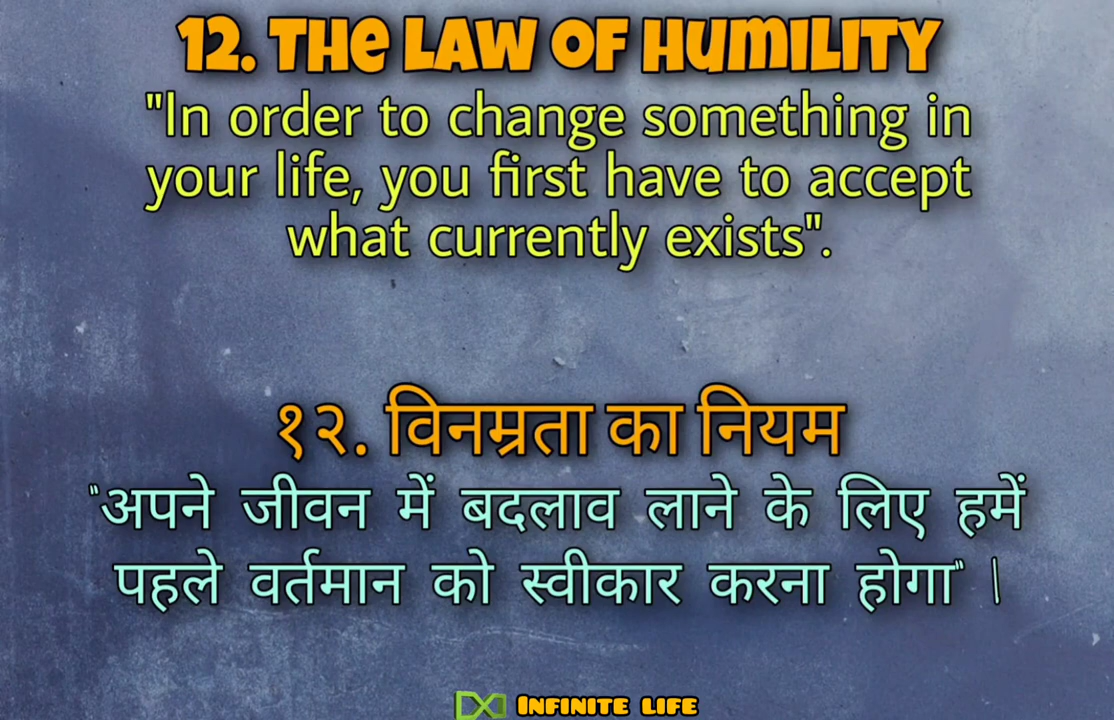 12. The Law of Humility
"In order to change something in
your life, you first have to accept
what currently exists".
१२. विनम्रता का नियम
"अपने जीवन में बदलाव लाने के लिए हमें
पहले वर्तमान को स्वीकार करना होगा" |
Infinite Life